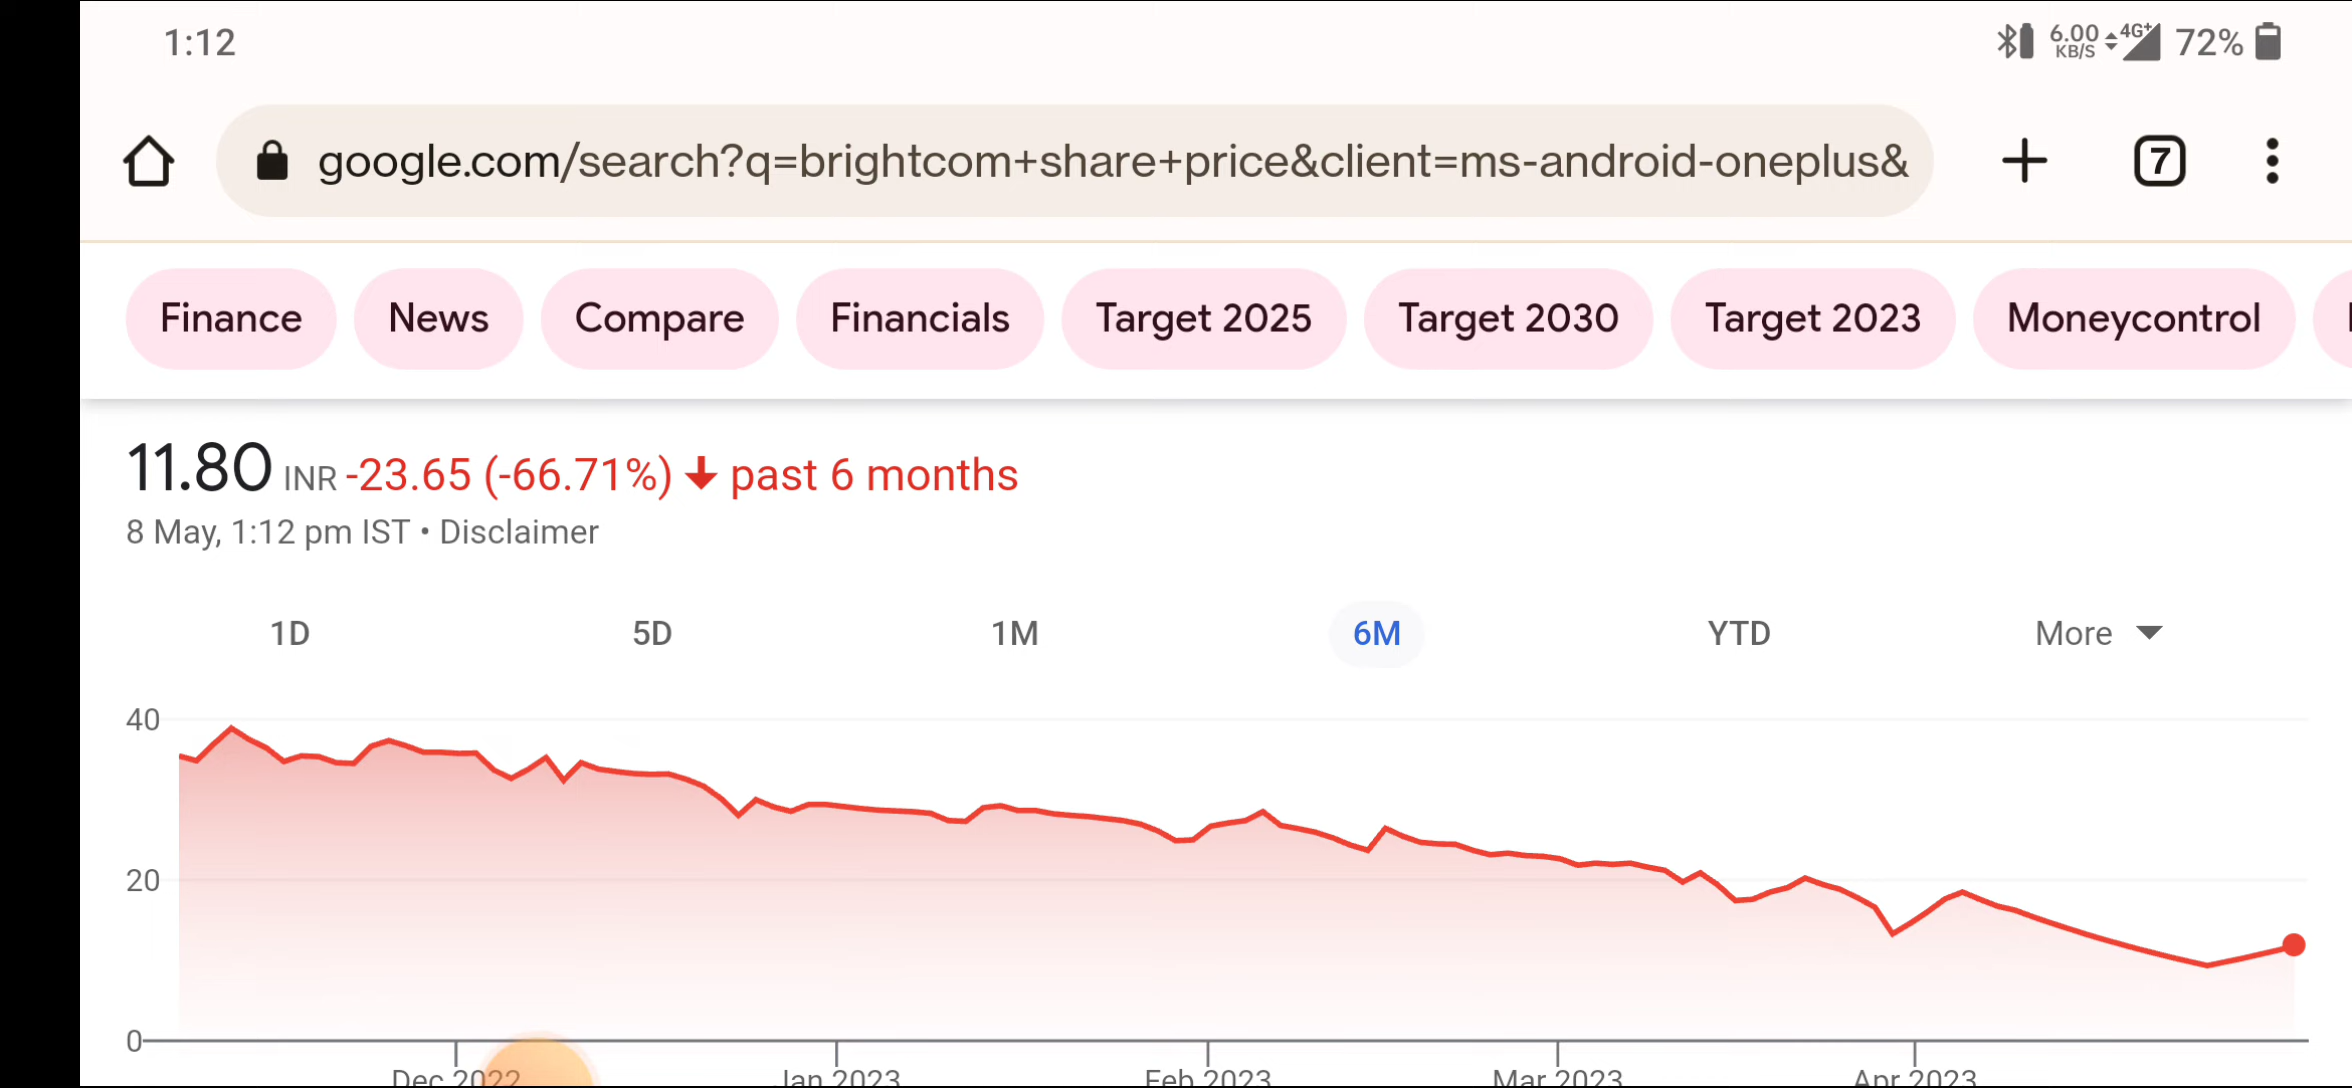 1:12 6.00 KB/S 4G+ 72%
google.com/search?q=brightcom+share+price&client=ms-android-oneplus& 7
Finance News Compare Financials Target 2025 Target 2030 Target 2023 Moneycontrol
11.80 INR -23.65 (-66.71%) ↓ past 6 months
8 May, 1:12 pm IST • Disclaimer
1D 5D 1M 6M YTD More
40
20
0
Dec 2022 Jan 2023 Feb 2023 Mar 2023 Apr 2023